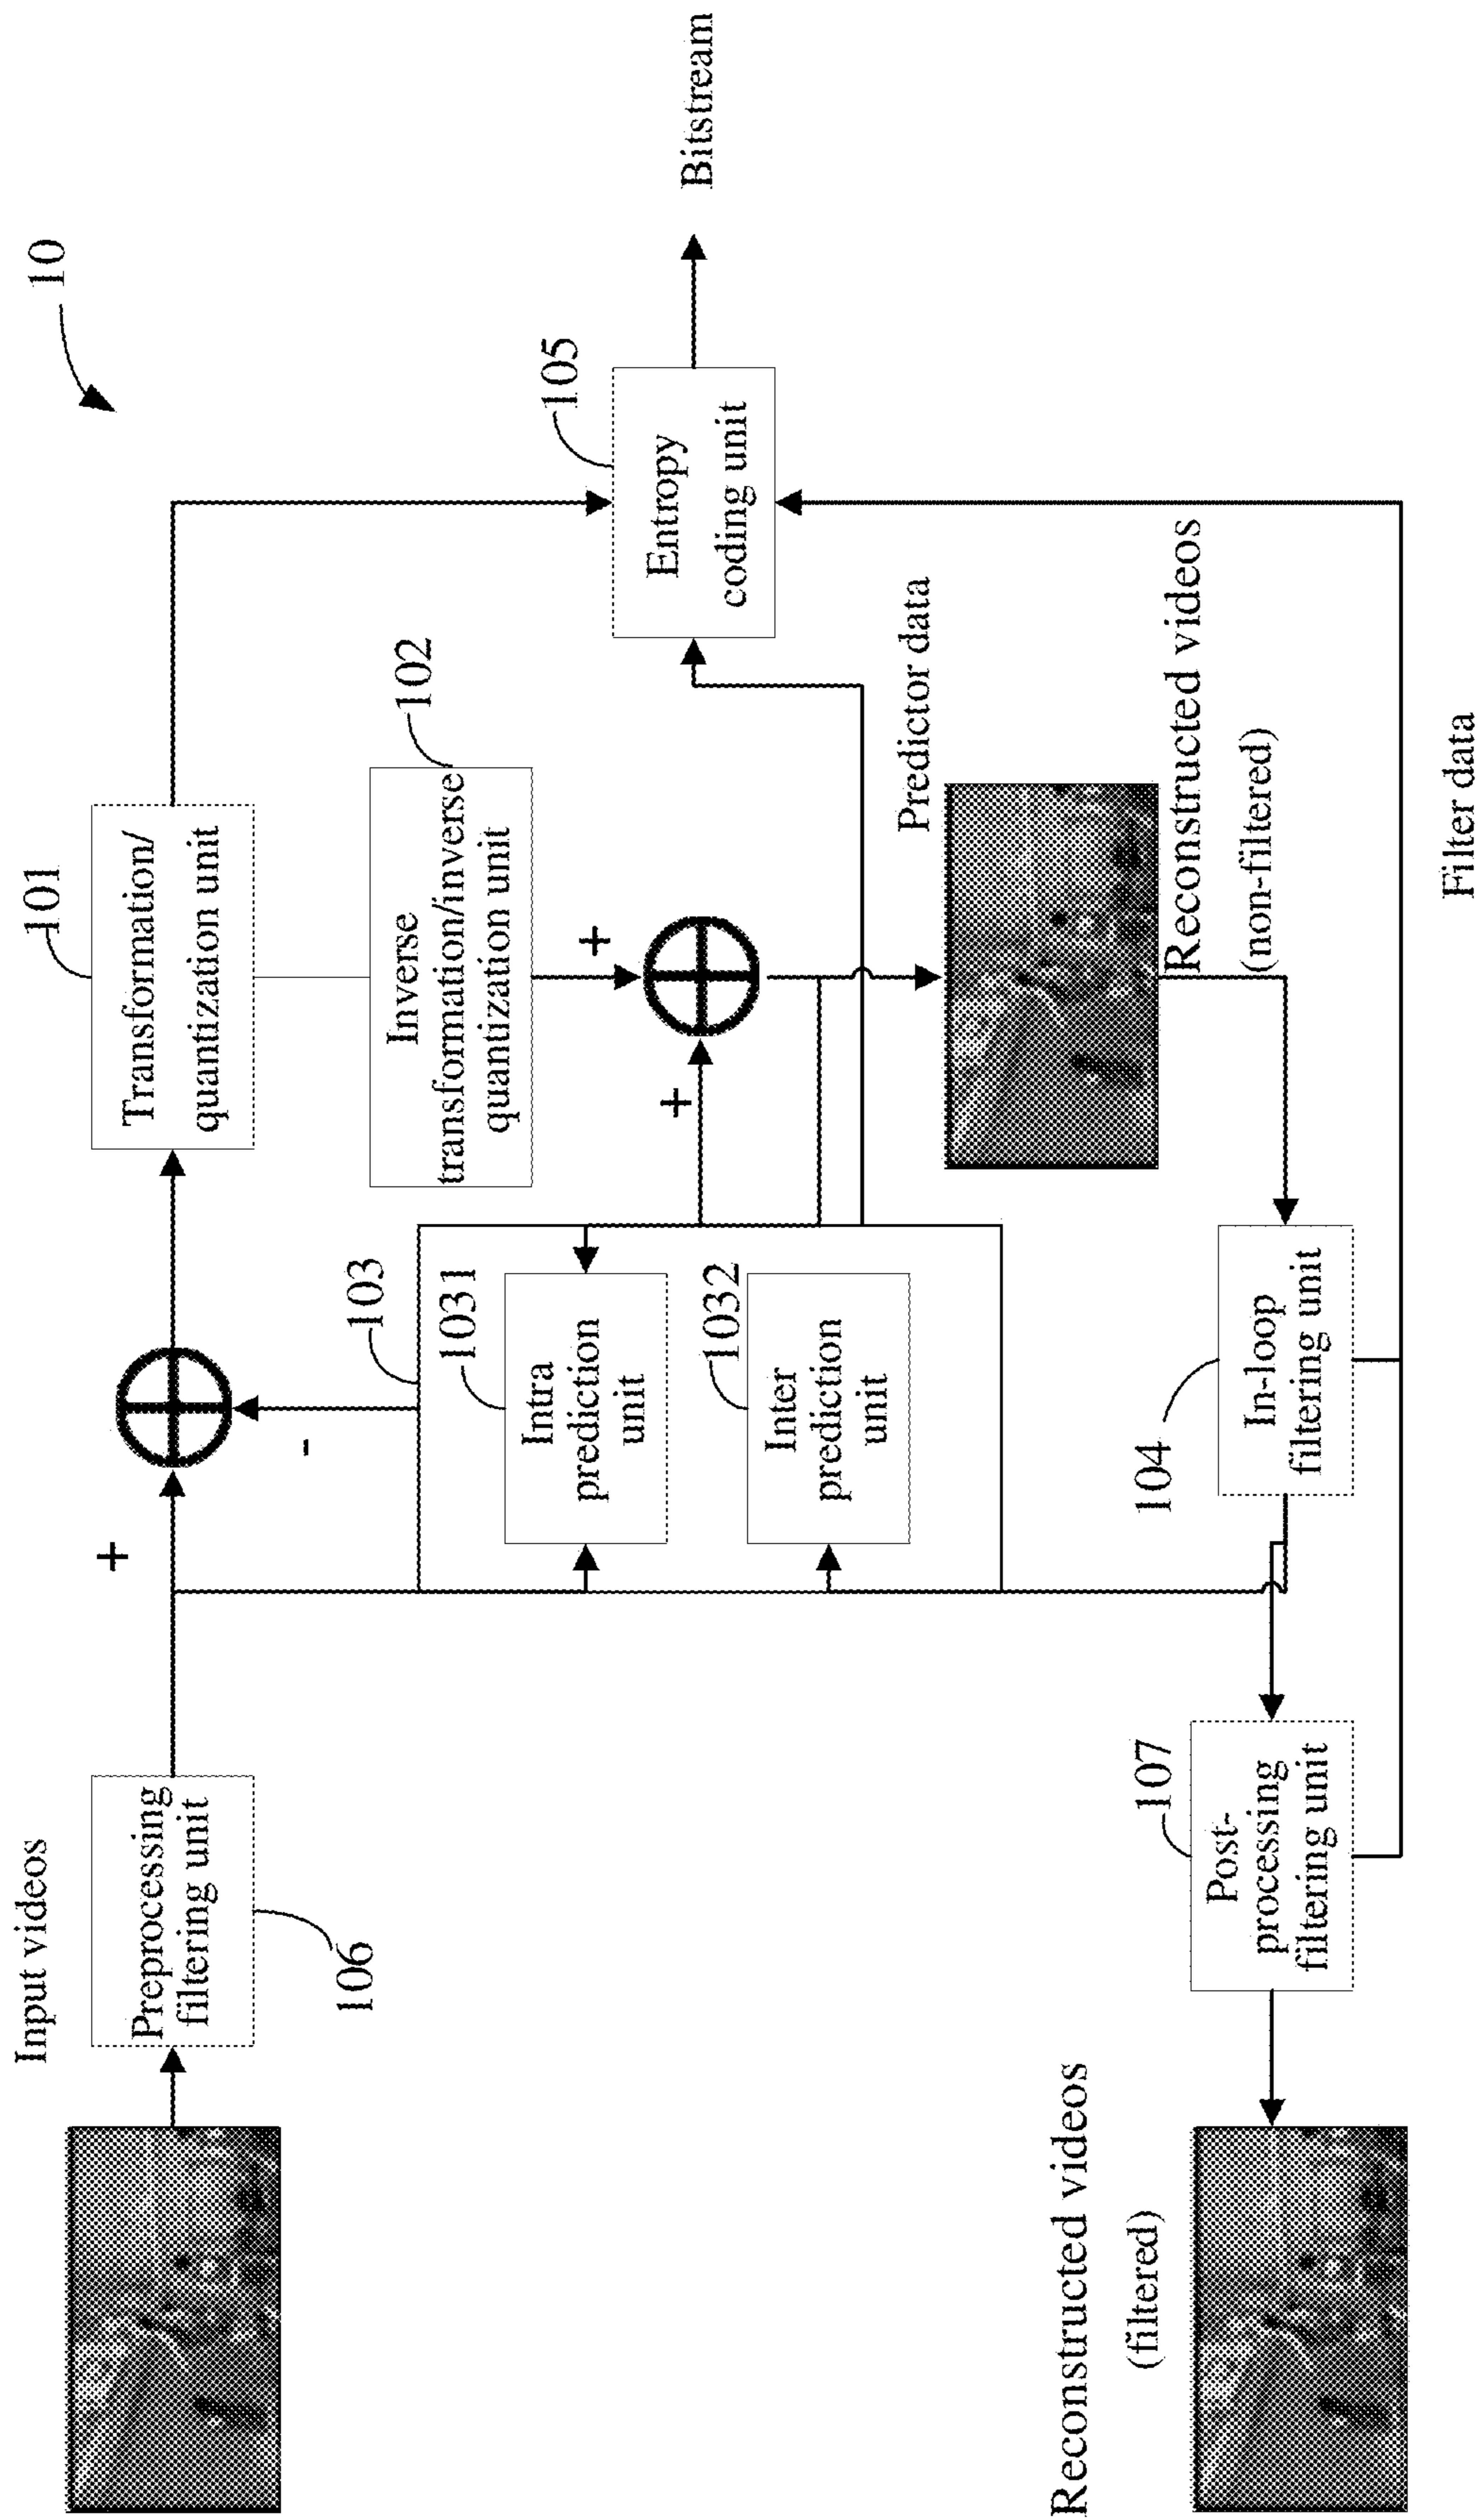 Input videos
10
+
Preprocessing
filtering unit
106
101
Transformation/
quantization unit
-
103
102
Inverse
transformation/inverse
quantization unit
+
+
105
Entropy
coding unit
Bitstream
1031
Intra
prediction
unit
1032
Inter
prediction
unit
Predictor data
Reconstructed videos
(non-filtered)
Reconstructed videos
(filtered)
107
Post-
processing
filtering unit
104
In-loop
filtering unit
Filter data